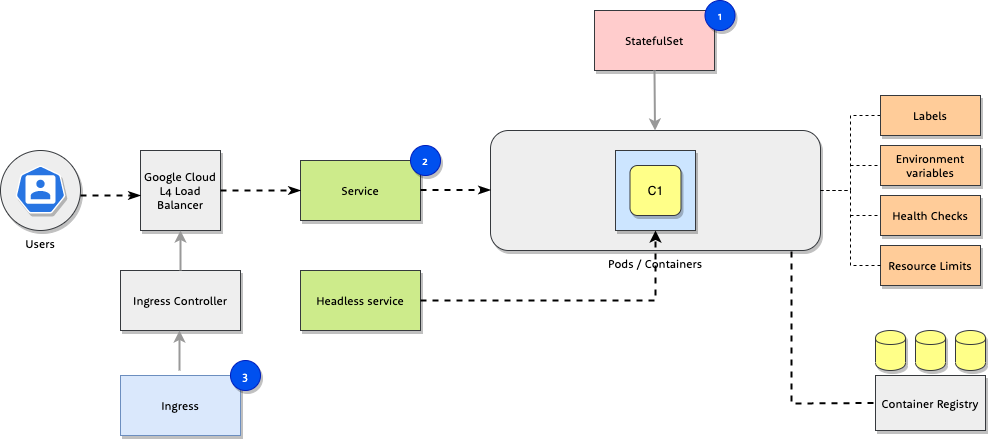 1
StatefulSet
Labels
2
Environment
variables
Google Cloud
L4 Load
Balancer
Service
C1
Health Checks
Users
Pods / Containers
Resource Limits
Ingress Controller
Headless service
3
Ingress
Container Registry